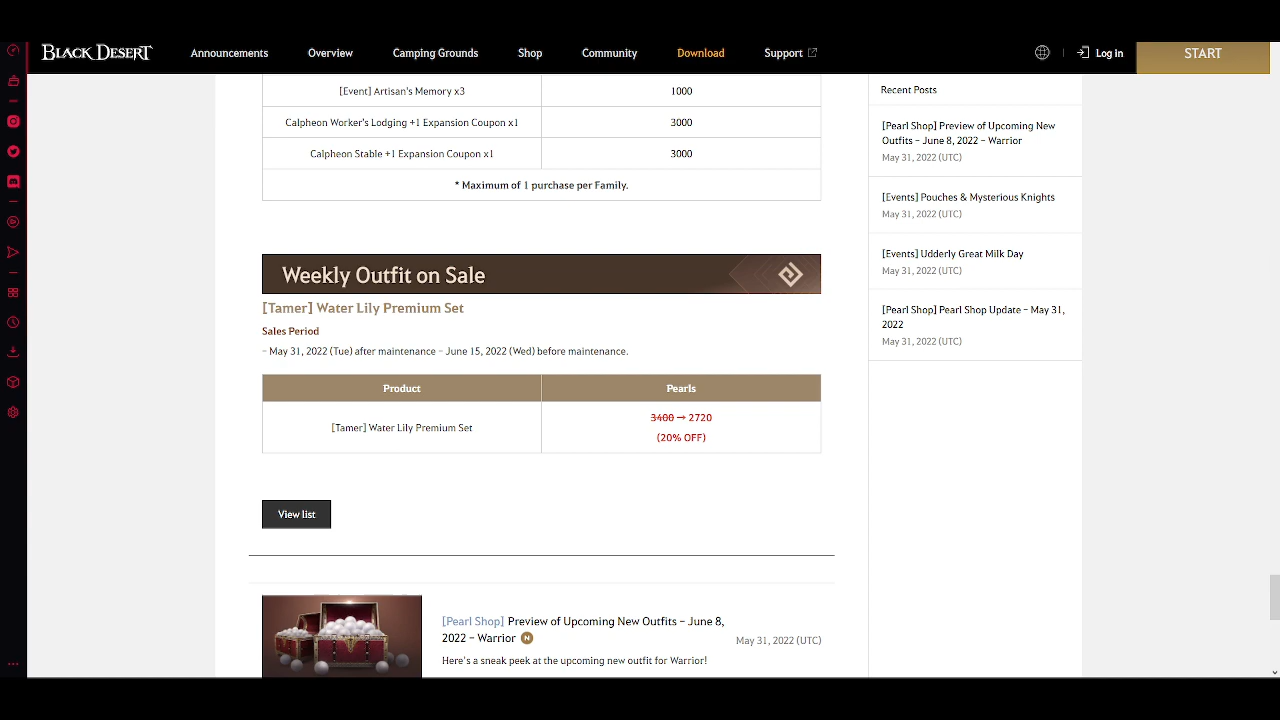 BLACK DESERT
Announcements
Overview
Camping Grounds
Shop
Community
Download
Support
Log in
START
[Event] Artisan's Memory x3
1000
Calpheon Worker's Lodging +1 Expansion Coupon x1
3000
Calpheon Stable +1 Expansion Coupon x1
3000
* Maximum of 1 purchase per Family.
Weekly Outfit on Sale
[Tamer] Water Lily Premium Set
Sales Period
– May 31, 2022 (Tue) after maintenance – June 15, 2022 (Wed) before maintenance.
Product
Pearls
[Tamer] Water Lily Premium Set
3400 → 2720
(20% OFF)
View list
[Pearl Shop] Preview of Upcoming New Outfits – June 8,
2022 – Warrior N
May 31, 2022 (UTC)
Here's a sneak peek at the upcoming new outfit for Warrior!
Recent Posts
[Pearl Shop] Preview of Upcoming New
Outfits – June 8, 2022 – Warrior
May 31, 2022 (UTC)
[Events] Pouches & Mysterious Knights
May 31, 2022 (UTC)
[Events] Udderly Great Milk Day
May 31, 2022 (UTC)
[Pearl Shop] Pearl Shop Update – May 31,
2022
May 31, 2022 (UTC)